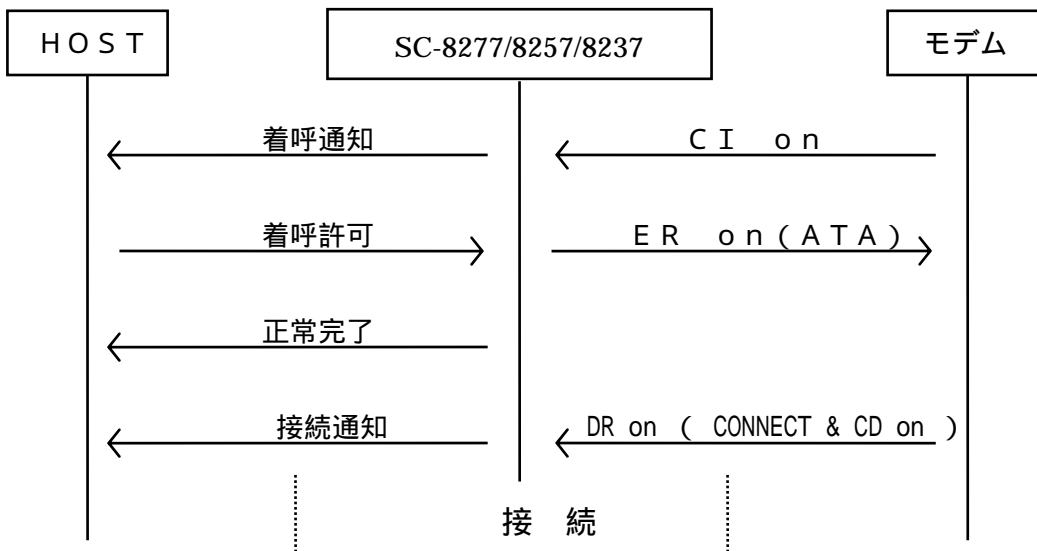 ＨＯＳＴ
SC-8277/8257/8237
モデム
着呼通知
ＣＩ　ｏｎ
着呼許可
ＥＲ　ｏｎ(ＡＴＡ)
正常完了
接続通知
DR on ( CONNECT & CD on )
接　続